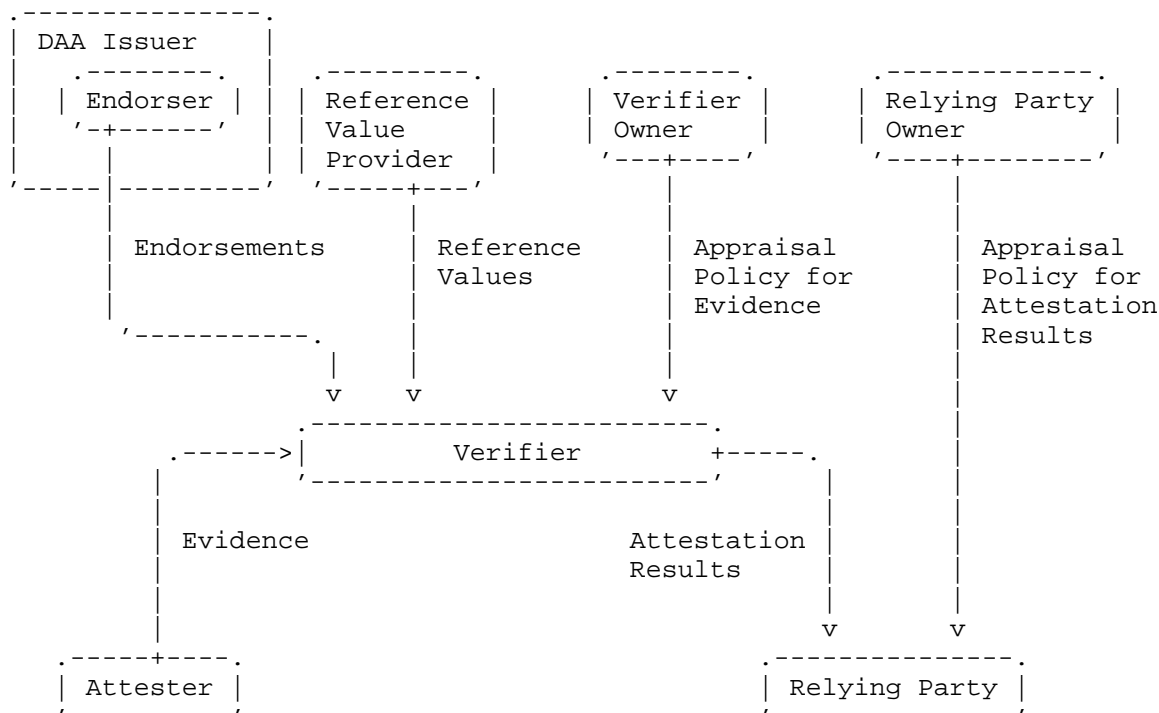 DAA Issuer
Endorser
Reference
Value
Provider
Verifier
Owner
Relying Party
Owner
Endorsements
Reference
Values
Appraisal
Policy for
Evidence
Appraisal
Policy for
Attestation
Results
v v v
Verifier
Evidence
Attestation
Results
v v
Attester
Relying Party